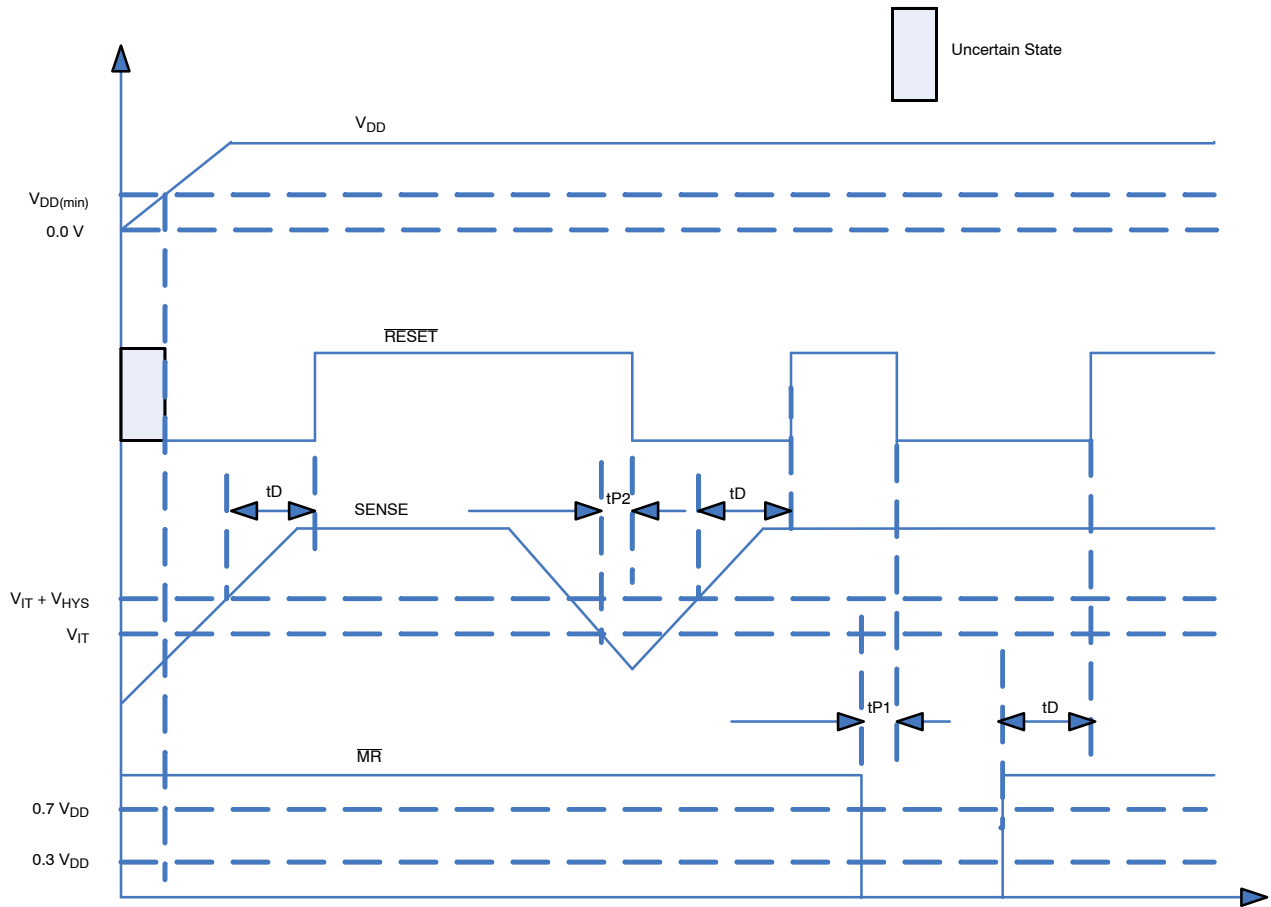 Uncertain State
VDD
VDD(min)
0.0 V
RESET
tD
SENSE
tP2
tD
VIT + VHYS
VIT
tP1
tD
MR
0.7 VDD
0.3 VDD